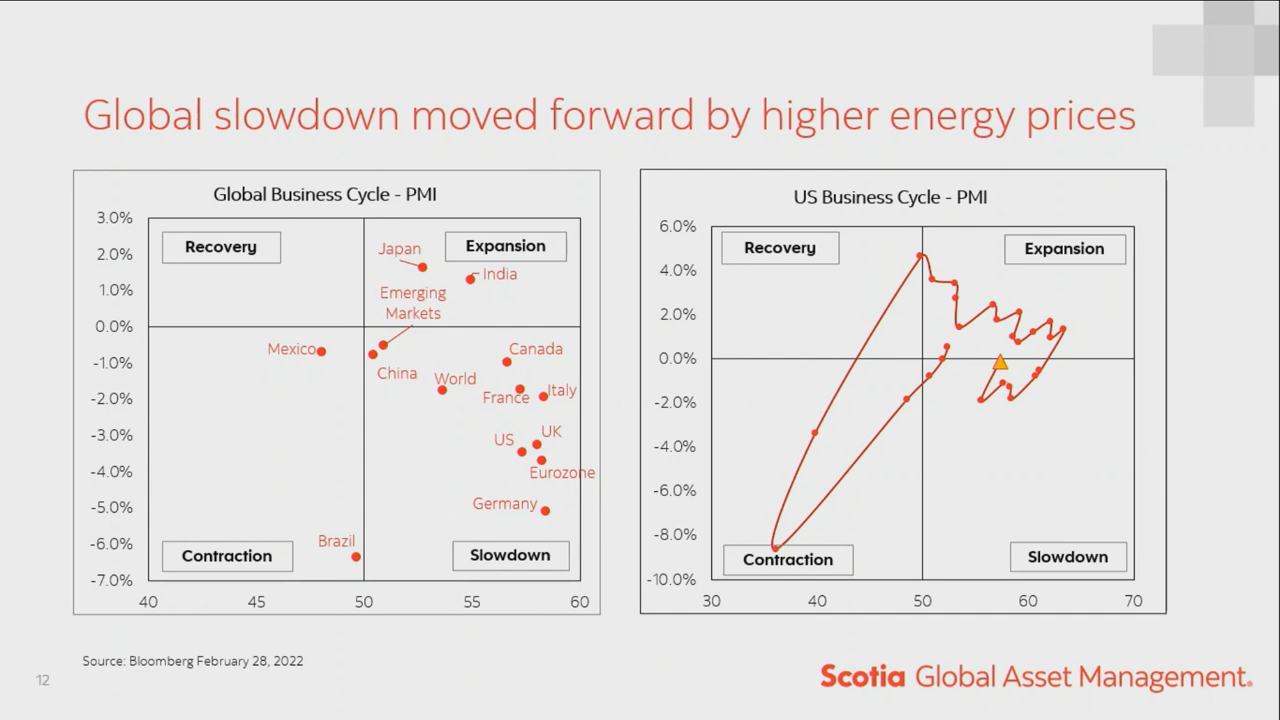 Global slowdown moved forward by higher energy prices
Global Business Cycle - PMI
3.0%
2.0%
1.0%
0.0%
-1.0%
-2.0%
-3.0%
-4.0%
-5.0%
-6.0%
-7.0%
40
45
50
55
60
Recovery
Expansion
Contraction
Slowdown
Japan
India
Emerging
Markets
Mexico
China
World
Canada
France
Italy
US
UK
Eurozone
Germany
Brazil
US Business Cycle - PMI
6.0%
4.0%
2.0%
0.0%
-2.0%
-4.0%
-6.0%
-8.0%
-10.0%
30
40
50
60
70
Recovery
Expansion
Contraction
Slowdown
Source: Bloomberg February 28, 2022
12
Scotia Global Asset Management.